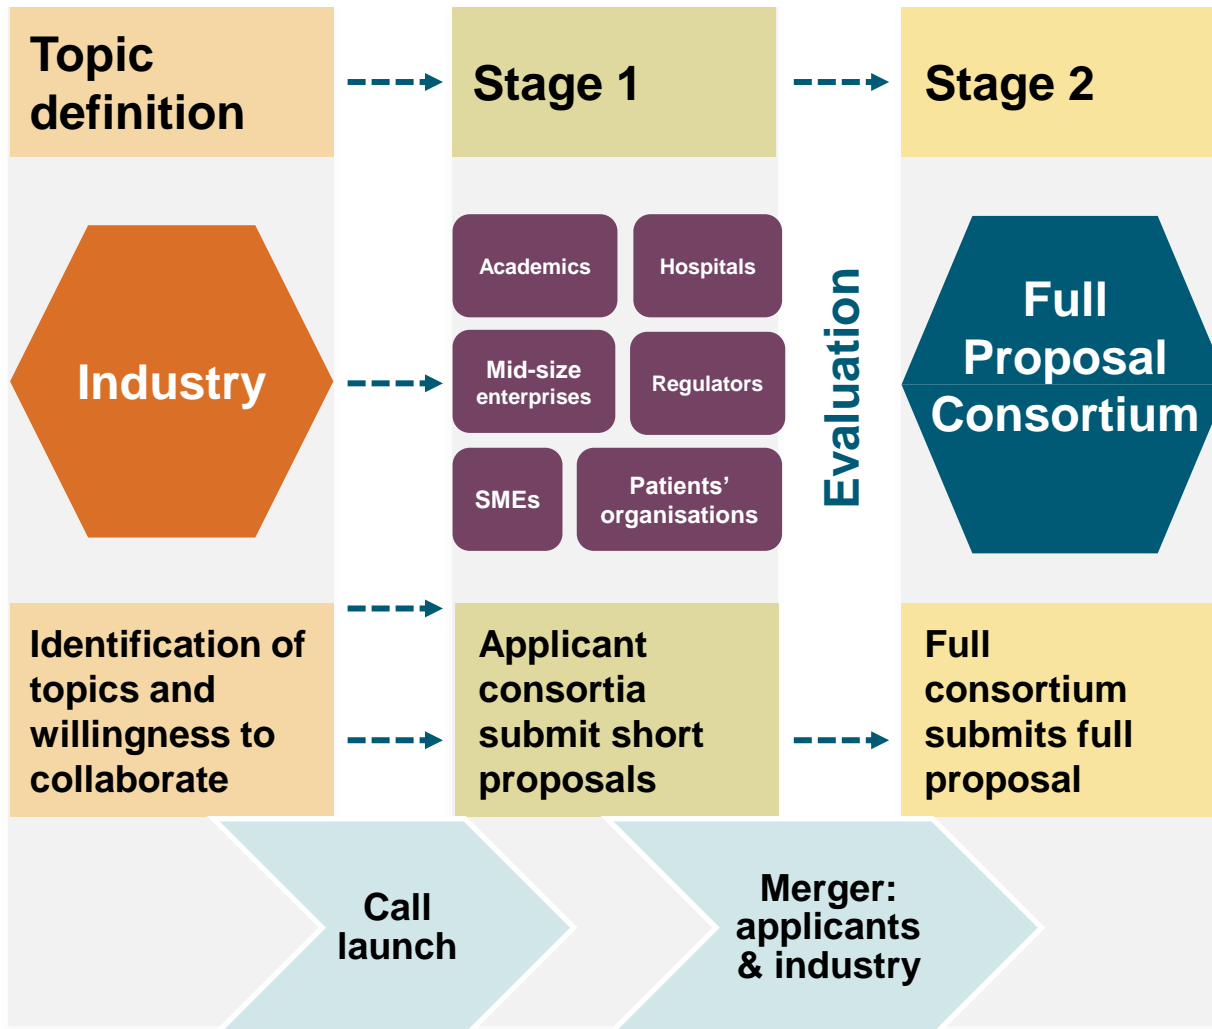 Topic
definition
Stage 1
Stage 2
Industry
Academics
Hospitals
Mid-size
enterprises
Regulators
SMEs
Patients’
organisations
Evaluation
Full
Proposal
Consortium
Identification of
topics and
willingness to
collaborate
Applicant
consortia
submit short
proposals
Full
consortium
submits full
proposal
Call
launch
Merger:
applicants
& industry